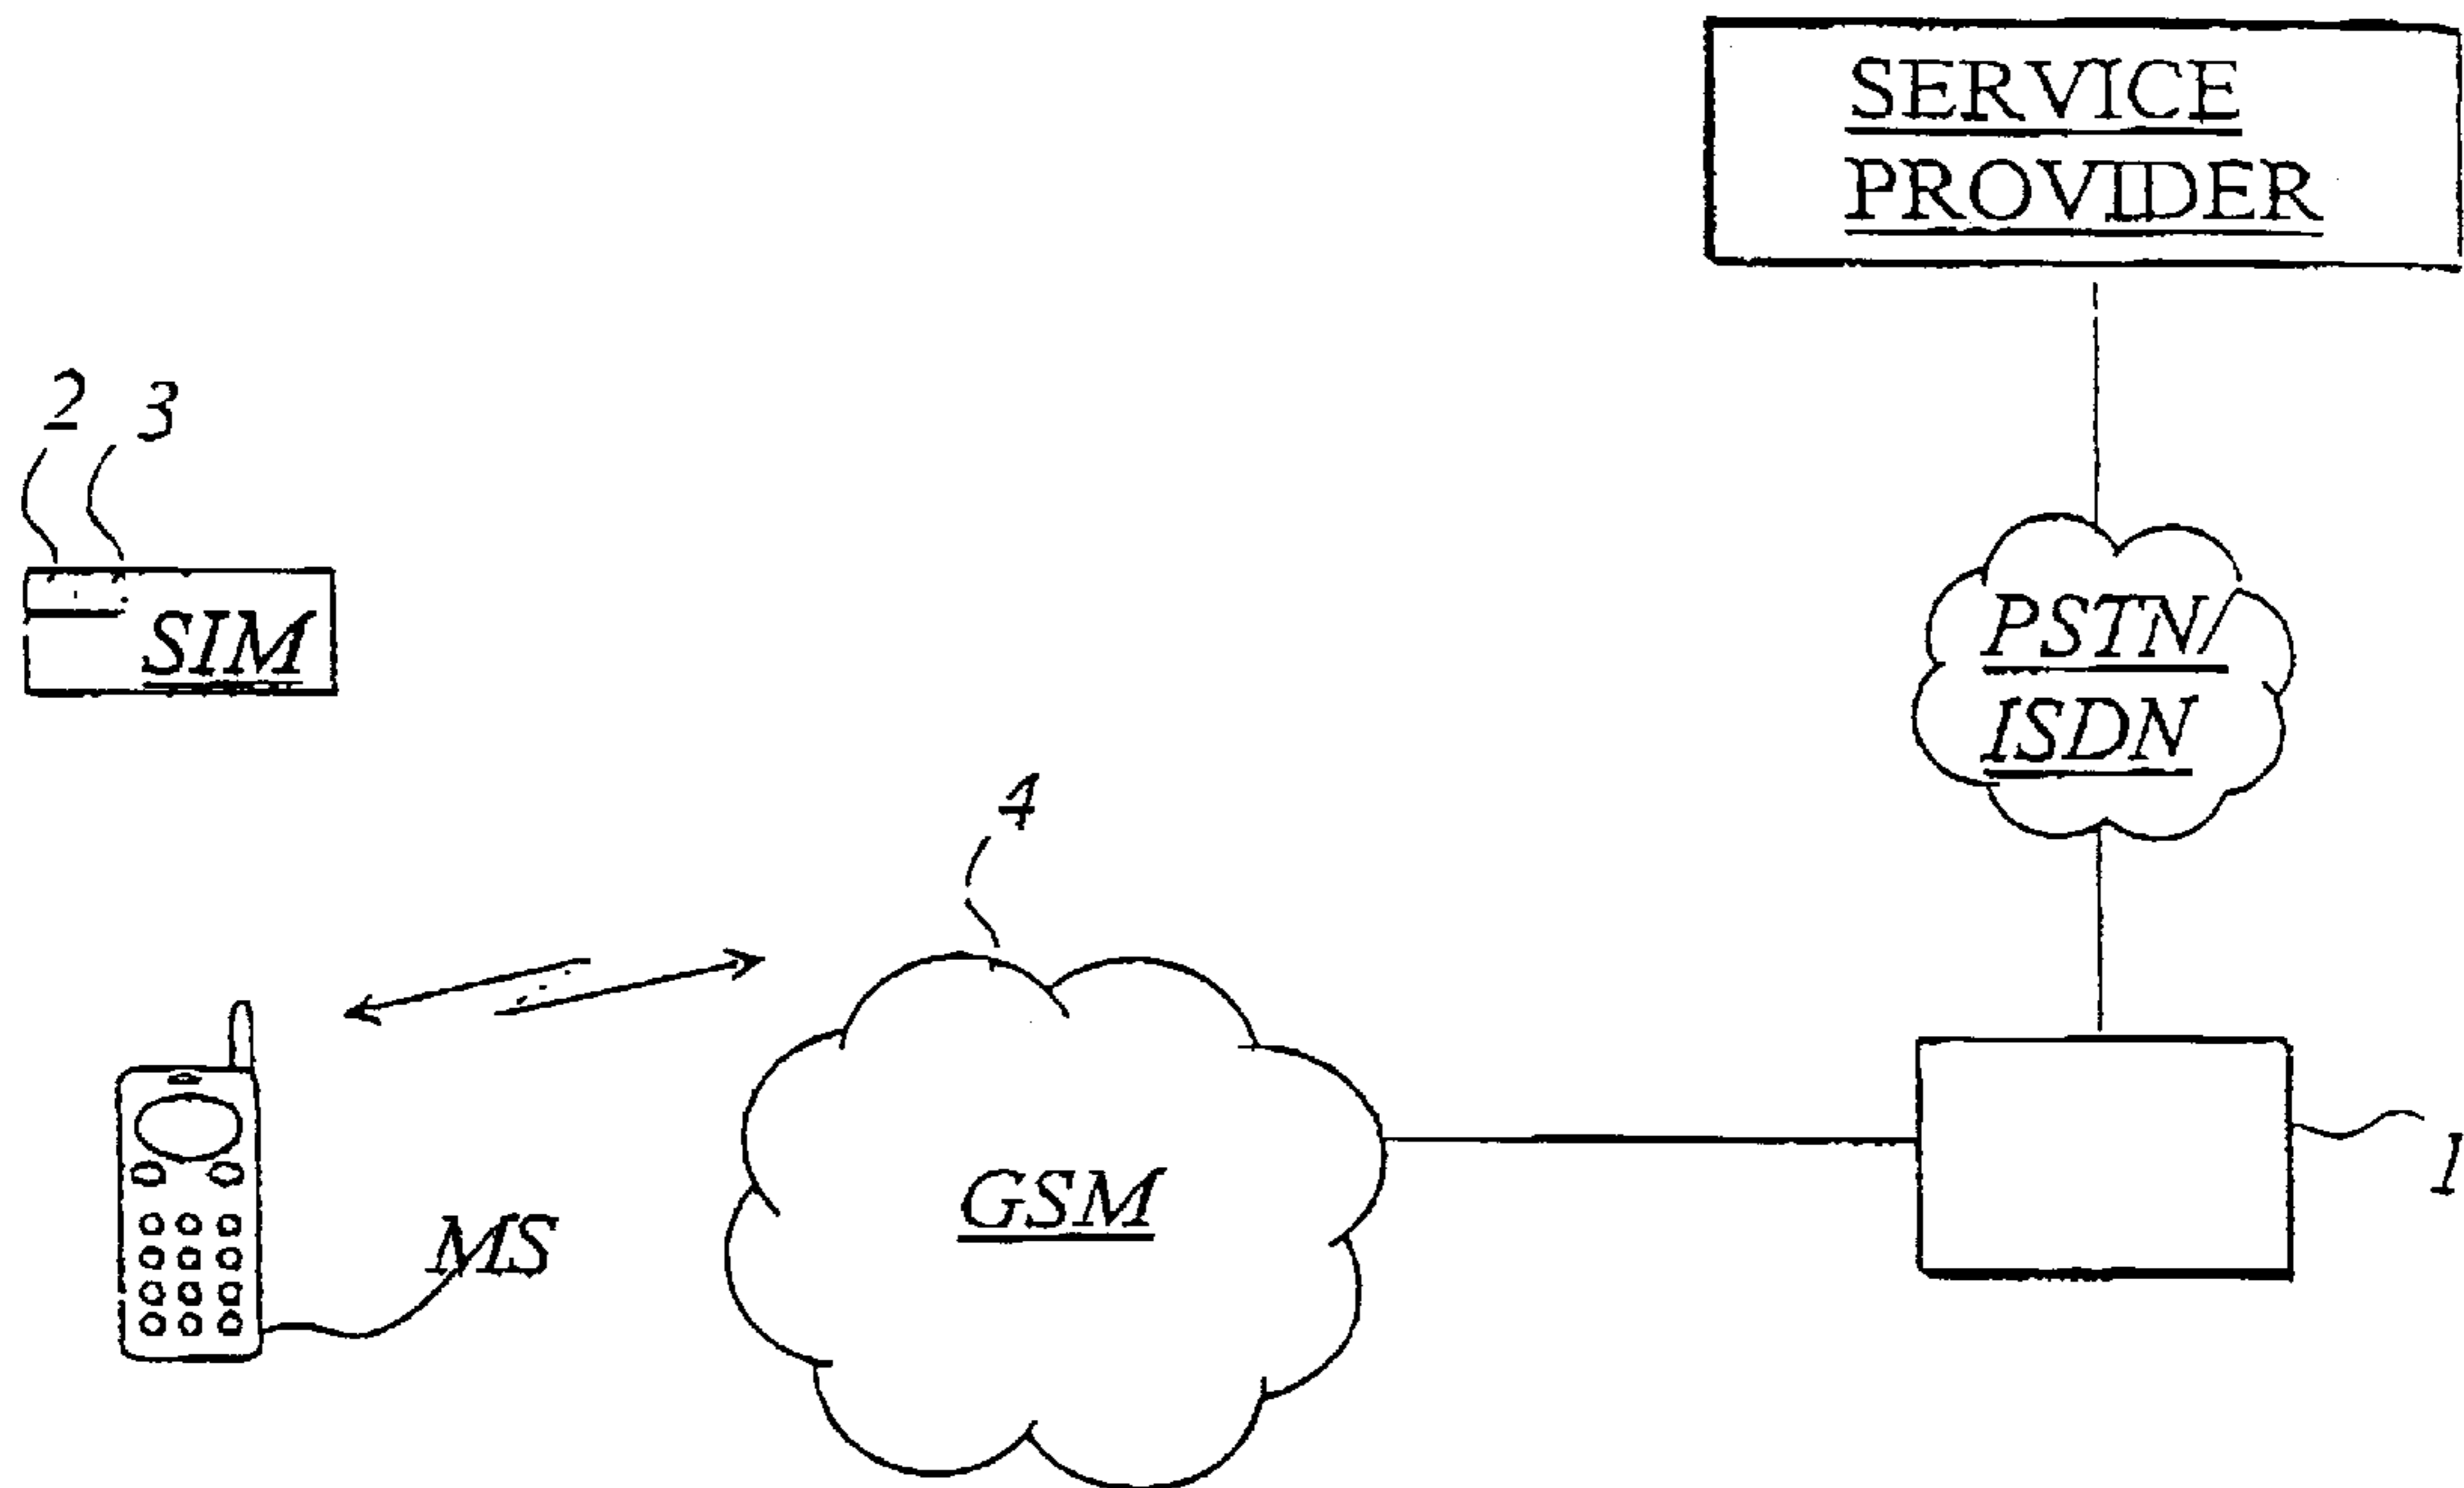 SERVICE
PROVIDER
2 3
SIM
PSTN/
ISDN
4
MS
GSM
1